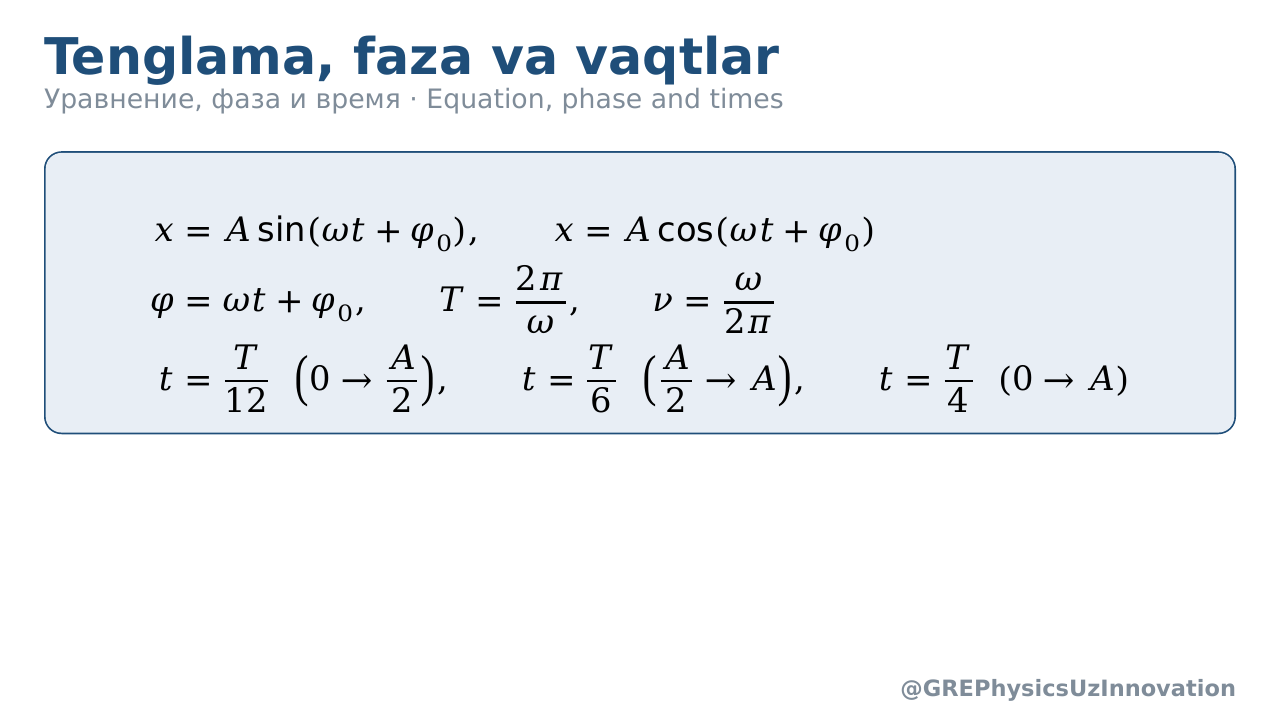 Tenglama, faza va vaqtlar
Уравнение, фаза и время · Equation, phase and times
x = A sin(ωt + φ₀), x = A cos(ωt + φ₀)
φ = ωt + φ₀, T = 2π/ω, ν = ω/2π
t = T/12 (0 → A/2), t = T/6 (A/2 → A), t = T/4 (0 → A)
@GREPhysicsUzInnovation